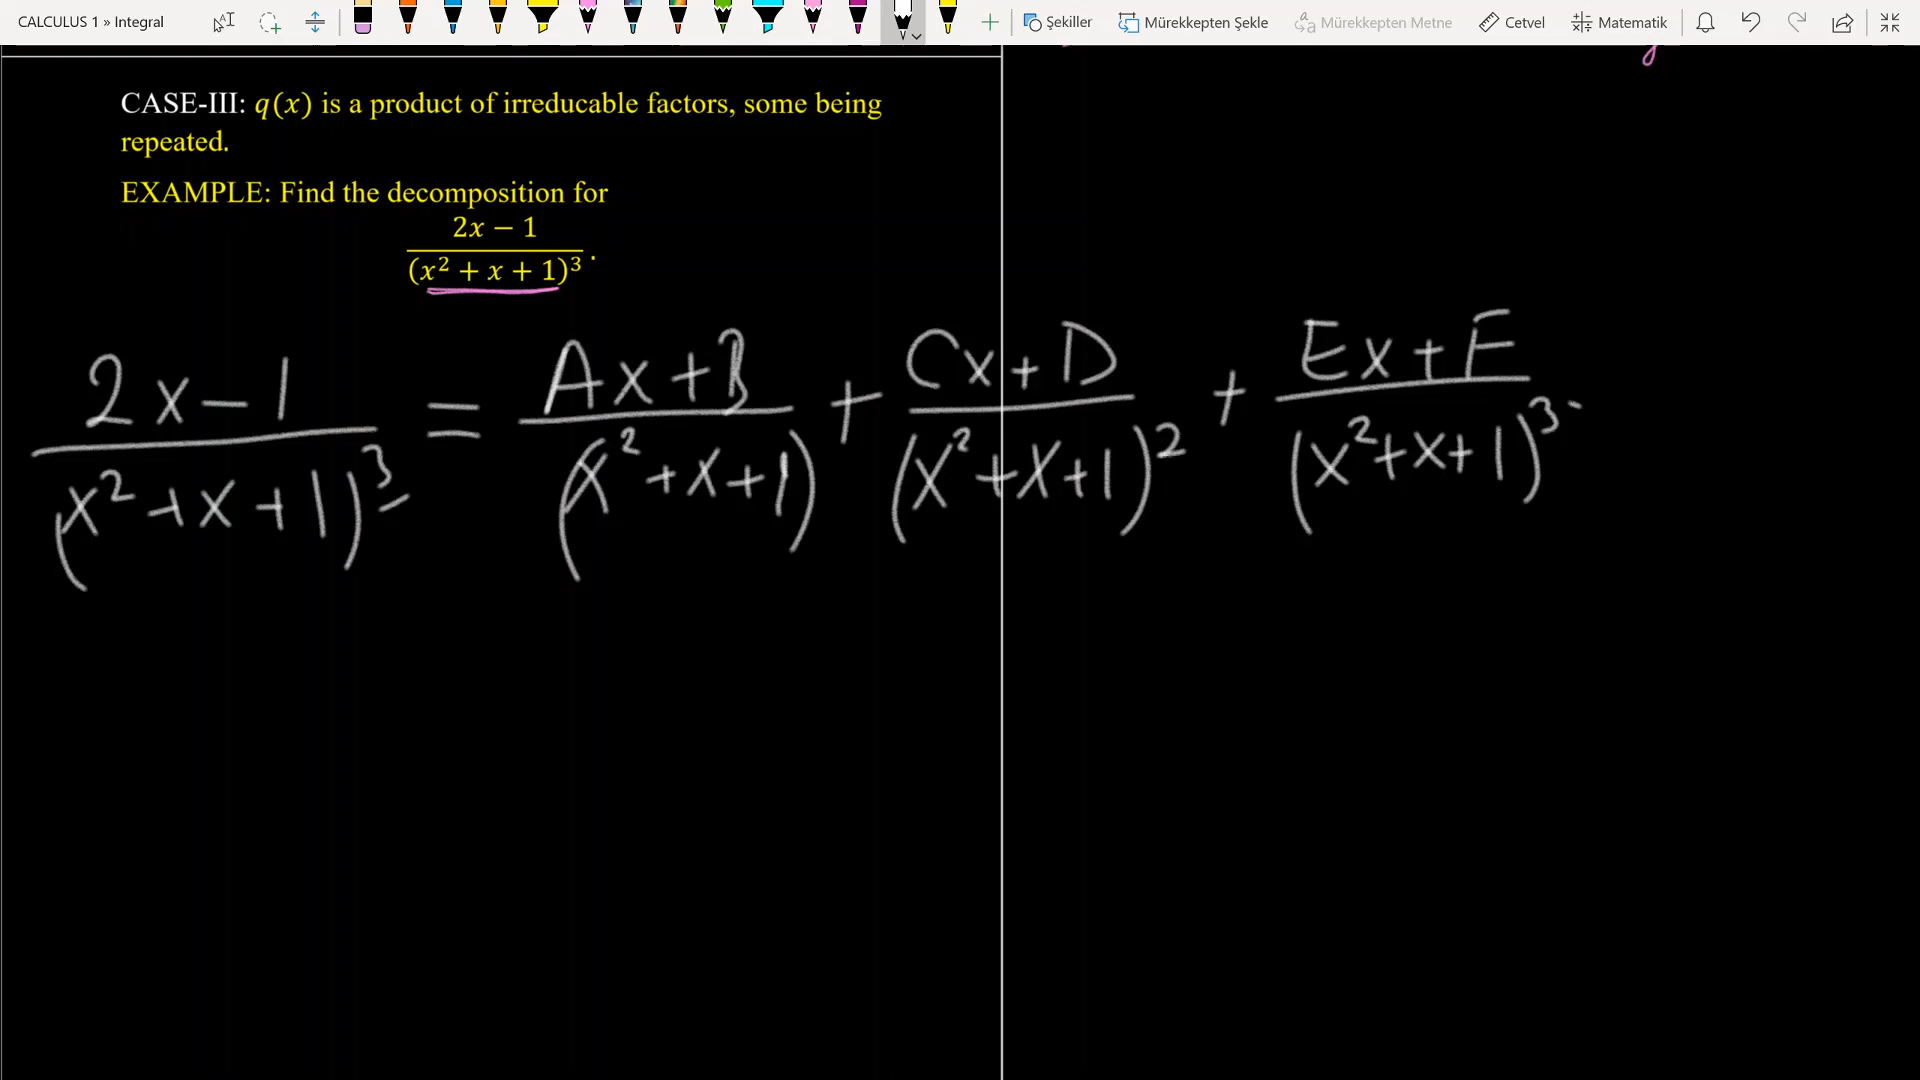 CALCULUS 1 » Integral
Şekiller
Mürekkepten Şekle
Mürekkepten Metne
Cetvel
Matematik
CASE-III: q(x) is a product of irreducable factors, some being
repeated.
EXAMPLE: Find the decomposition for
2x − 1
(x² + x + 1)³ .
2x−1 = Ax+B + Cx+D + Ex+F
(x²+x+1)³ (x²+x+1) (x²+x+1)² (x²+x+1)³